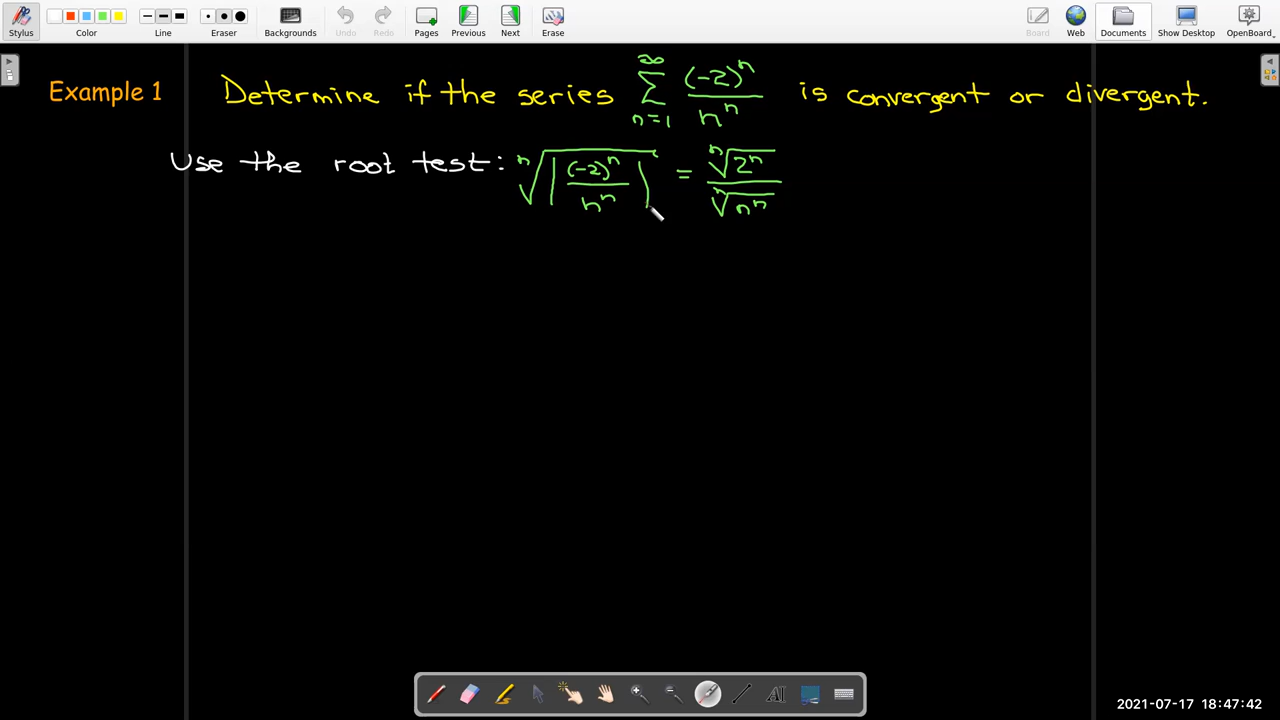 Stylus Color Line Eraser Backgrounds Undo Redo Pages Previous Next Erase Board Web Documents Show Desktop OpenBoard
Example 1 Determine if the series ∑_{n=1}^{∞} (-2)^n / n^n is convergent or divergent.
Use the root test: ⁿ√|(-2)^n / n^n| = ⁿ√(2^n) / ⁿ√(n^n)
AI
2021-07-17 18:47:42